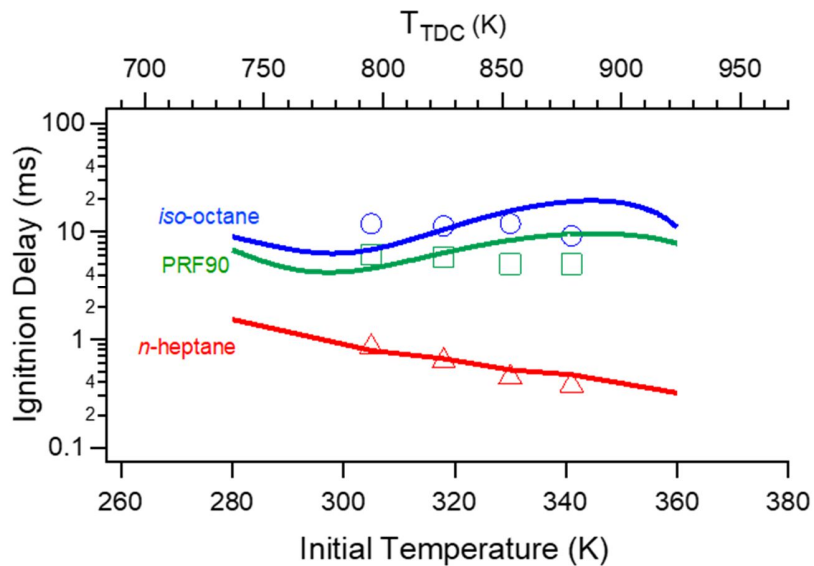 T_TDC (K)
700 750 800 850 900 950
100
4
2
10
4
2
1
4
2
0.1
Ignitnion Delay (ms)
iso-octane
PRF90
n-heptane
260 280 300 320 340 360 380
Initial Temperature (K)